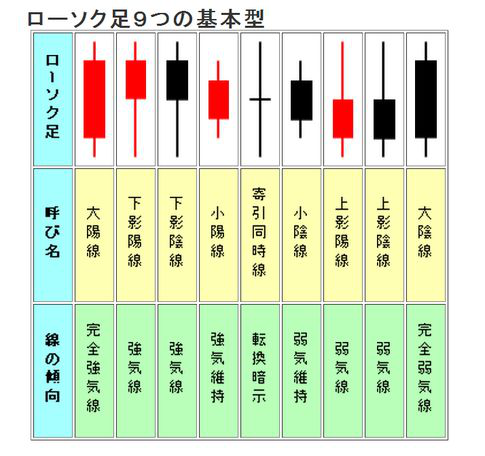 ローソク足9つの基本型
ローソク足
呼び名
大陽線
下影陽線
下影陰線
小陽線
寄引同時線
小陰線
上影陽線
上影陰線
大陰線
線の傾向
完全強気線
強気線
強気線
強気維持
転換暗示
弱気維持
弱気線
弱気線
完全弱気線